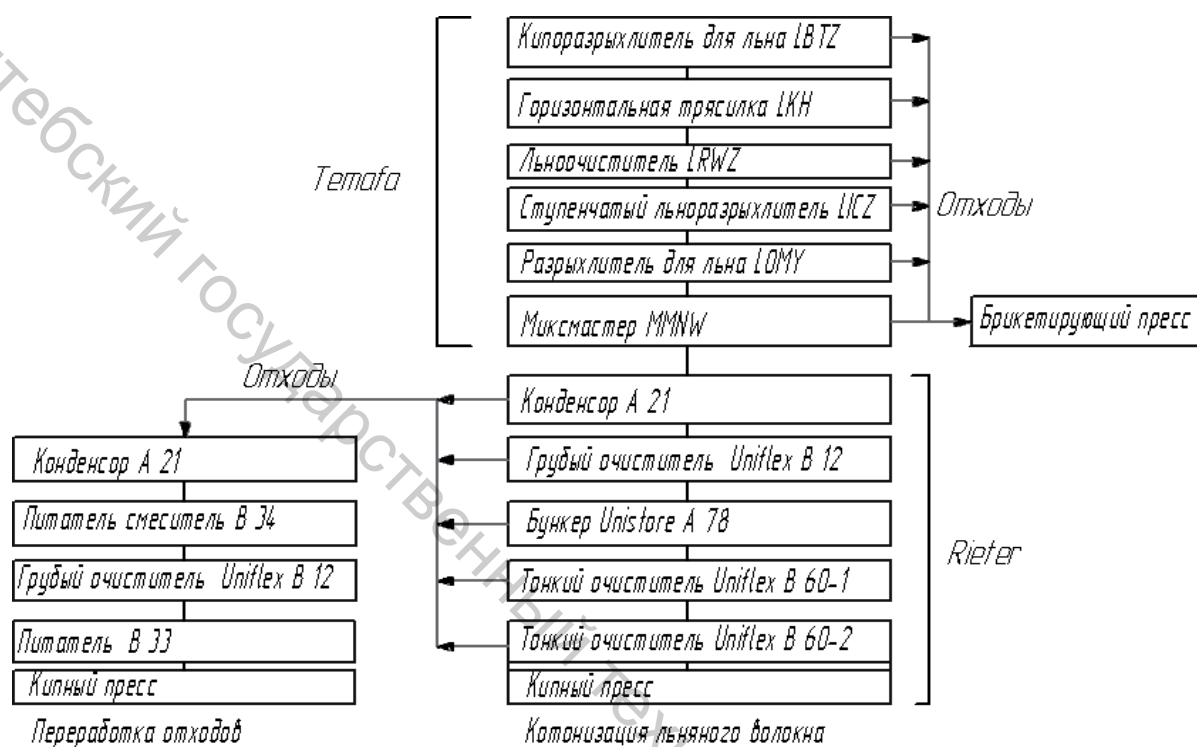 Кипоразрыхлитель для льна LBTZ
Горизонтальная трясилка LKH
Льноочиститель LRWZ
Temafa
Ступенчатый льноразрыхлитель LICZ
Отходы
Разрыхлитель для льна LOMY
Миксмастер MMNW
Брикетирующий пресс
Отходы
Конденсор А 21
Конденсор А 21
Грубый очиститель Uniflex В 12
Питатель смеситель В 34
Бункер Unistore А 78
Rieter
Грубый очиститель Uniflex В 12
Тонкий очиститель Uniflex В 60-1
Питатель В 33
Тонкий очиститель Uniflex В 60-2
Кипный пресс
Кипный пресс
Переработка отходов
Котонизация льняного волокна
итебский государственный тех